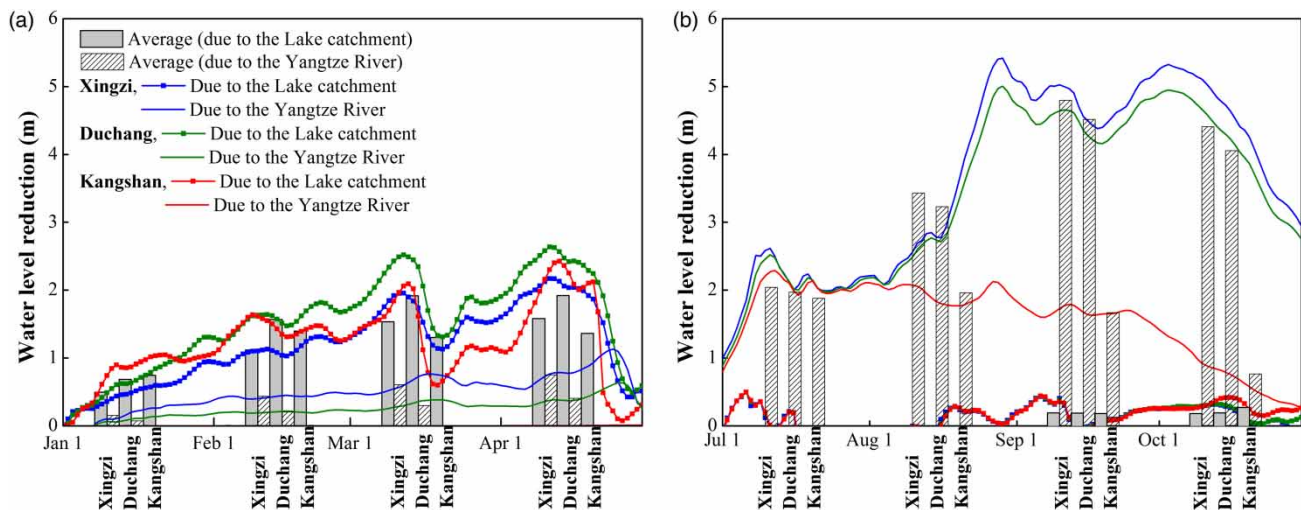 (a)
Water level reduction (m)
6
5
4
3
2
1
0
Average (due to the Lake catchment)
Average (due to the Yangtze River)
Xingzi, Due to the Lake catchment
Due to the Yangtze River
Duchang, Due to the Lake catchment
Due to the Yangtze River
Kangshan, Due to the Lake catchment
Due to the Yangtze River
Jan 1 Feb 1 Mar 1 Apr 1
Xingzi
Duchang
Kangshan
Xingzi
Duchang
Kangshan
Xingzi
Duchang
Kangshan
Xingzi
Duchang
Kangshan
(b)
Water level reduction (m)
6
5
4
3
2
1
0
Jul 1 Aug 1 Sep 1 Oct 1
Xingzi
Duchang
Kangshan
Xingzi
Duchang
Kangshan
Xingzi
Duchang
Kangshan
Xingzi
Duchang
Kangshan